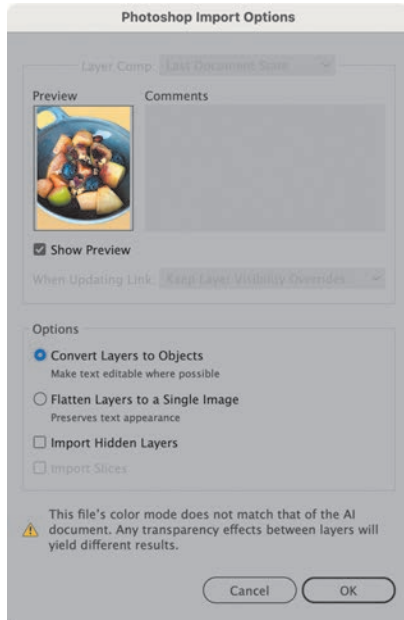 Photoshop Import Options
Layer Comp: Last Document State
Preview
Comments
Show Preview
When Updating Link: Keep Layer Visibility Overrides
Options
Convert Layers to Objects
Make text editable where possible
Flatten Layers to a Single Image
Preserves text appearance
Import Hidden Layers
Import Slices
This file's color mode does not match that of the AI
document. Any transparency effects between layers will
yield different results.
Cancel
OK